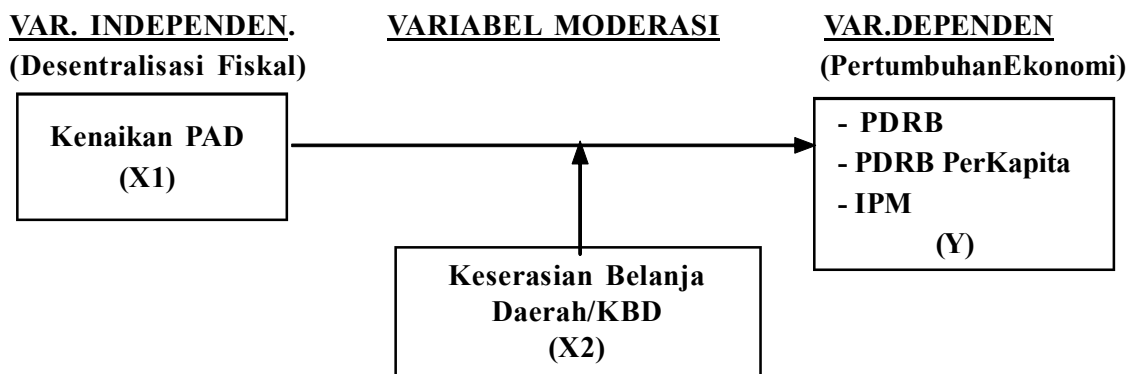 VAR. INDEPENDEN.
(Desentralisasi Fiskal)
VARIABEL MODERASI
VAR.DEPENDEN
(PertumbuhanEkonomi)
Kenaikan PAD
(X1)
- PDRB
- PDRB PerKapita
- IPM
(Y)
Keserasian Belanja
Daerah/KBD
(X2)